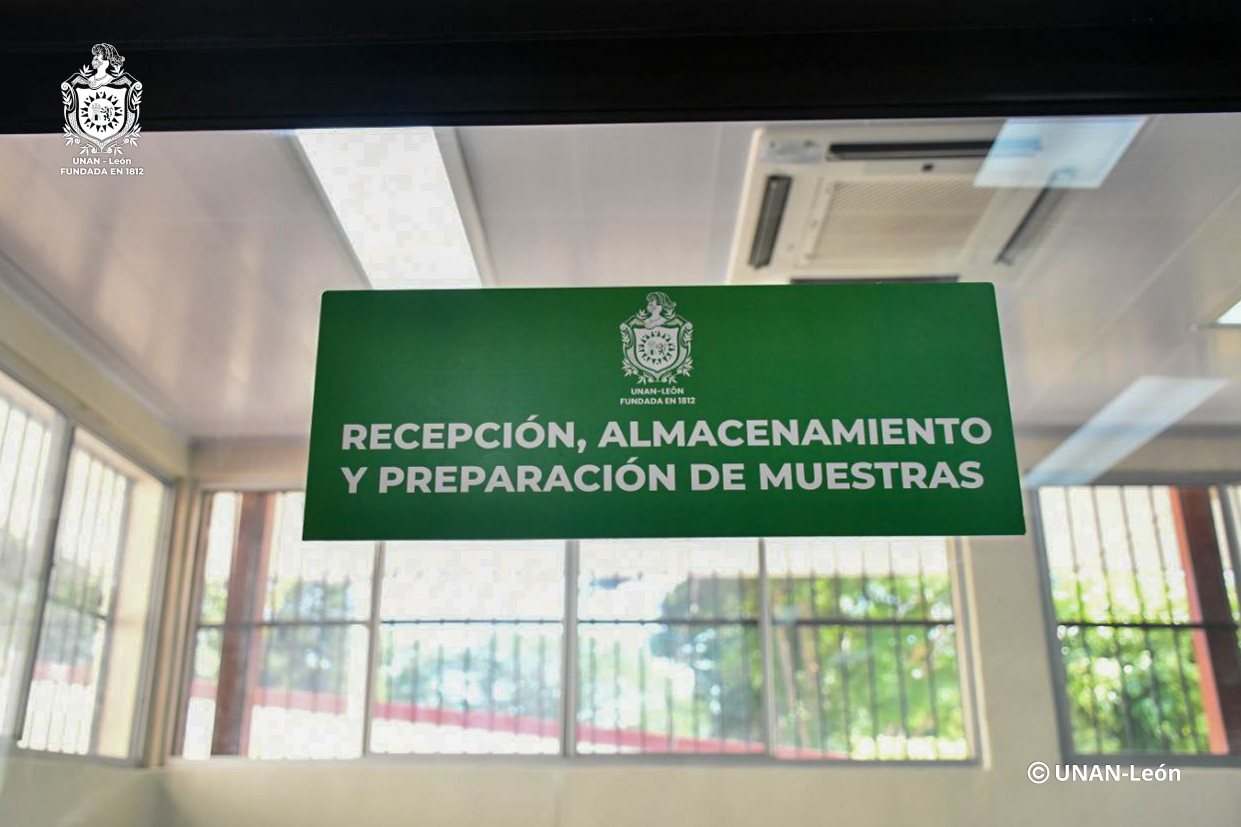 UNAN - León
FUNDADA EN 1812
UNAN-LEÓN
FUNDADA EN 1812
RECEPCIÓN, ALMACENAMIENTO
Y PREPARACIÓN DE MUESTRAS
© UNAN-León